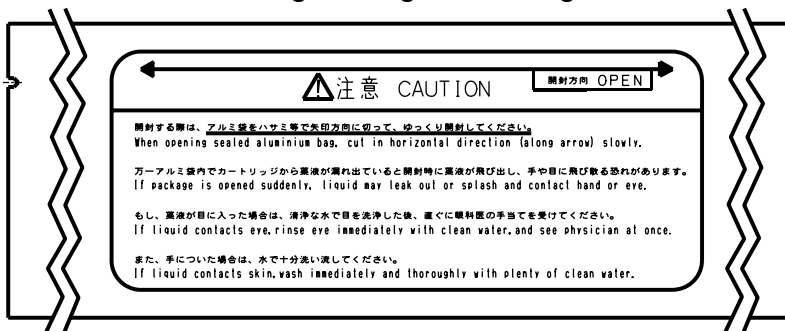 注意 CAUTION
開封方向 OPEN
開封する際は、アルミ袋をハサミ等で矢印方向に切って、ゆっくり開封してください。
When opening sealed aluminium bag, cut in horizontal direction (along arrow) slowly.
万一アルミ袋内でカートリッジから薬液が漏れ出ていると開封時に薬液が飛び出し、手や目に飛び散る恐れがあります。
If package is opened suddenly, liquid may leak out or splash and contact hand or eye.
もし、薬液が目に入った場合は、清浄な水で目を洗浄した後、直ぐに眼科医の手当てを受けてください。
If liquid contacts eye,rinse eye immediately with clean water,and see physician at once.
また、手についた場合は、水で十分洗い流してください。
If liquid contacts skin,wash immediately and thoroughly with plenty of clean water.